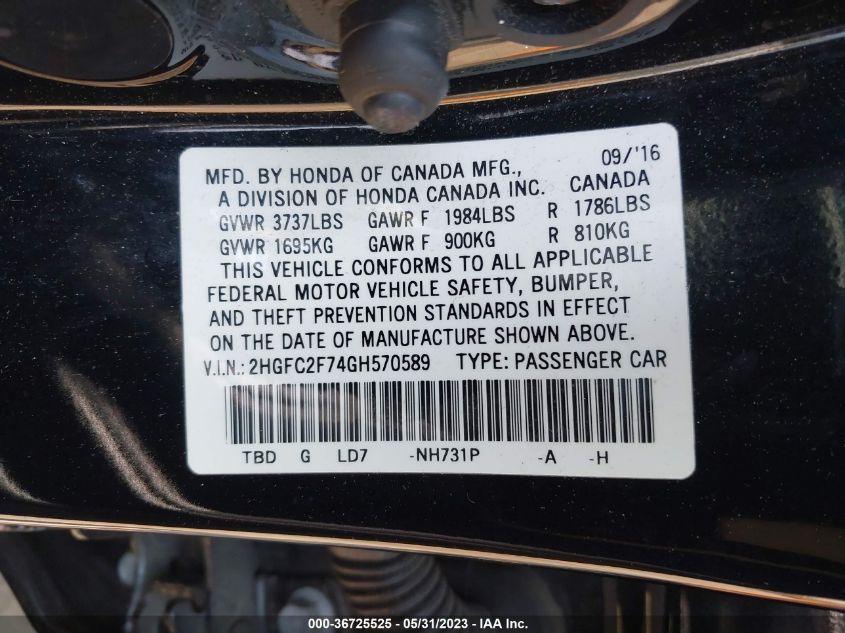 MFD. BY HONDA OF CANADA MFG., 09/'16
A DIVISION OF HONDA CANADA INC. CANADA
GVWR 3737LBS GAWR F 1984LBS R 1786LBS
GVWR 1695KG GAWR F 900KG R 810KG
THIS VEHICLE CONFORMS TO ALL APPLICABLE
FEDERAL MOTOR VEHICLE SAFETY, BUMPER,
AND THEFT PREVENTION STANDARDS IN EFFECT
ON THE DATE OF MANUFACTURE SHOWN ABOVE.
V.I.N.: 2HGFC2F74GH570589 TYPE: PASSENGER CAR
TBD G LD7 -NH731P -A -H
000-36725525 - 05/31/2023 - IAA Inc.